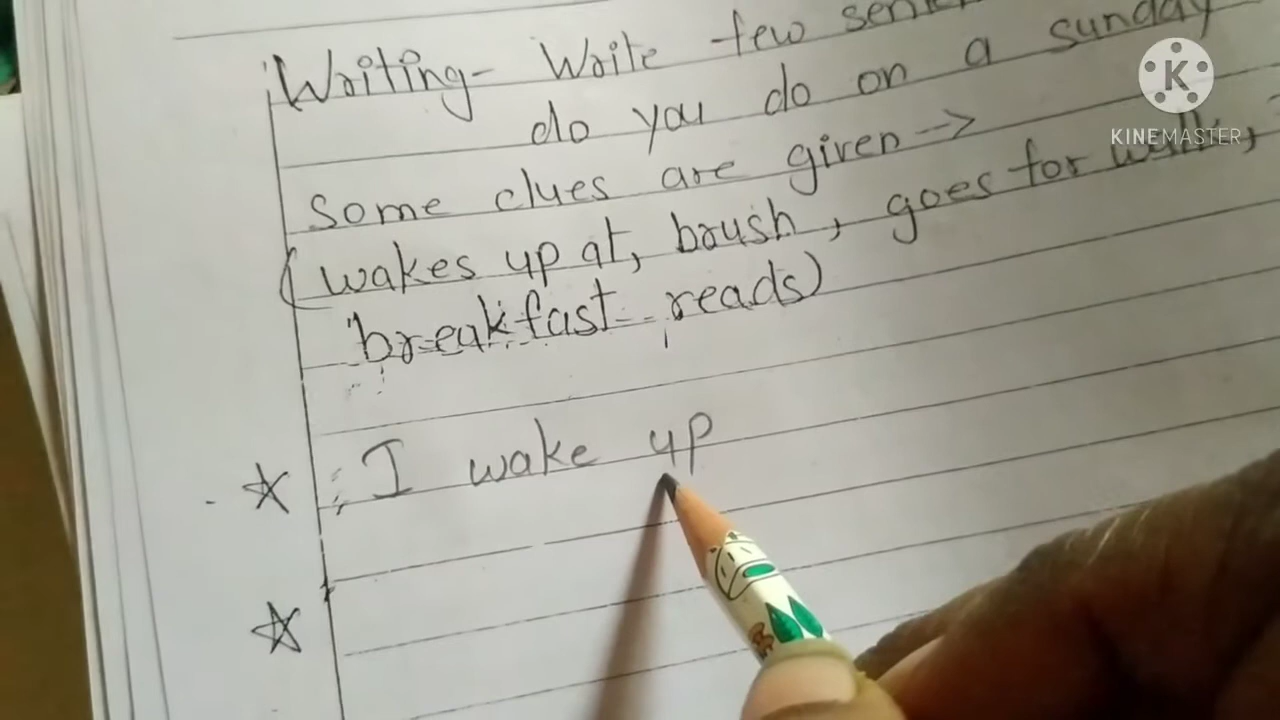 Writing- Write few
do you do on a sunday
Some clues are given →
(wakes up at, brush, goes for walk,
breakfast reads)
I wake up
K
KINEMASTER